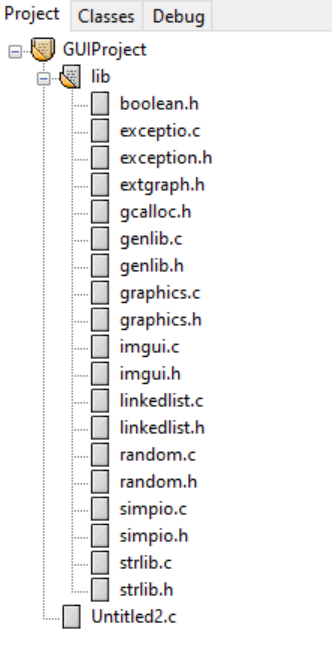 Project Classes Debug
GUIProject
lib
boolean.h
exceptio.c
exception.h
extgraph.h
gcalloc.h
genlib.c
genlib.h
graphics.c
graphics.h
imgui.c
imgui.h
linkedlist.c
linkedlist.h
random.c
random.h
simpio.c
simpio.h
strlib.c
strlib.h
Untitled2.c